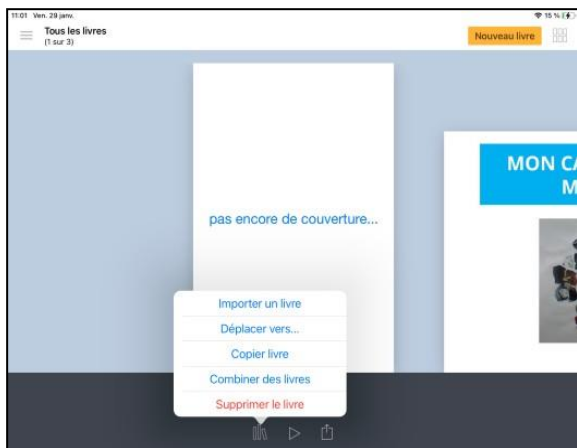 11:01 Ven. 29 janv.
15 %
Tous les livres
(1 sur 3)
Nouveau livre
pas encore de couverture...
MON CA
M
Importer un livre
Déplacer vers...
Copier livre
Combiner des livres
Supprimer le livre